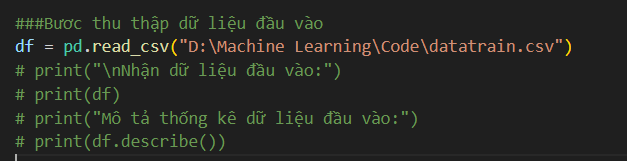 ###Bước thu thập dữ liệu đầu vào
df = pd.read_csv("D:\Machine Learning\Code\datatrain.csv")
# print("\nNhận dữ liệu đầu vào:")
# print(df)
# print("Mô tả thống kê dữ liệu đầu vào:")
# print(df.describe())